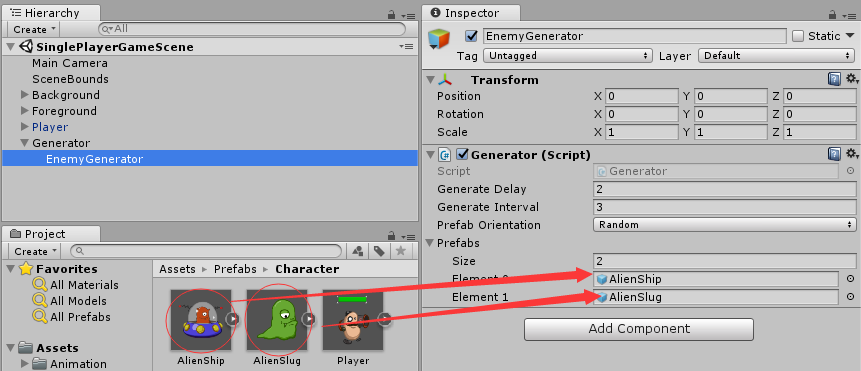 Hierarchy
Create
All
SinglePlayerGameScene
Main Camera
SceneBounds
Background
Foreground
Player
Generator
EnemyGenerator
Project
Create
Favorites
All Materials
All Models
All Prefabs
Assets
Animation
Assets ▸ Prefabs ▸ Character
AlienShip
AlienSlug
Player
Inspector
EnemyGenerator
Static
Tag Untagged
Layer Default
Transform
Position X 0 Y 0 Z 0
Rotation X 0 Y 0 Z 0
Scale X 1 Y 1 Z 1
Generator (Script)
Script Generator
Generate Delay 2
Generate Interval 3
Prefab Orientation Random
Prefabs
Size 2
Element 0 AlienShip
Element 1 AlienSlug
Add Component